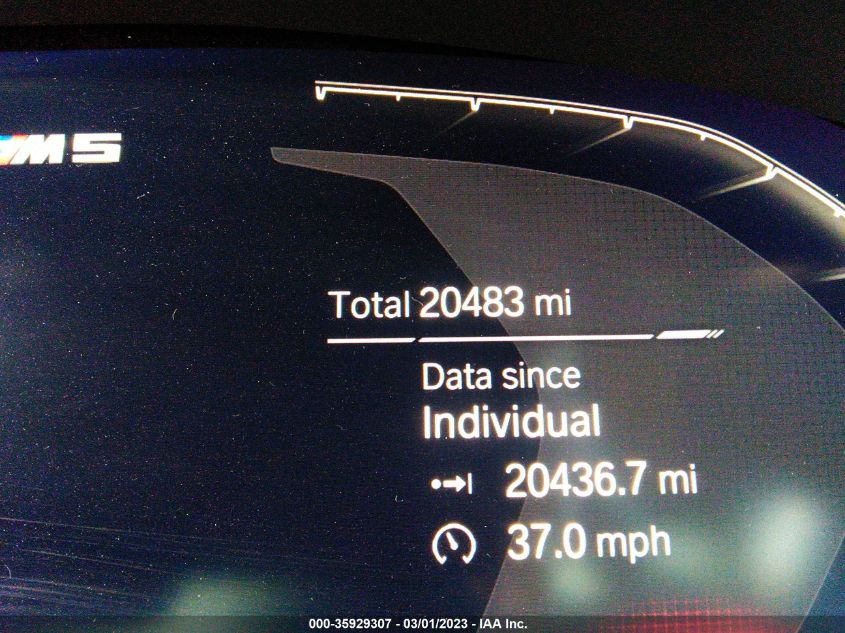 M5
Total 20483 mi
Data since
Individual
20436.7 mi
37.0 mph
000-35929307 - 03/01/2023 - IAA Inc.